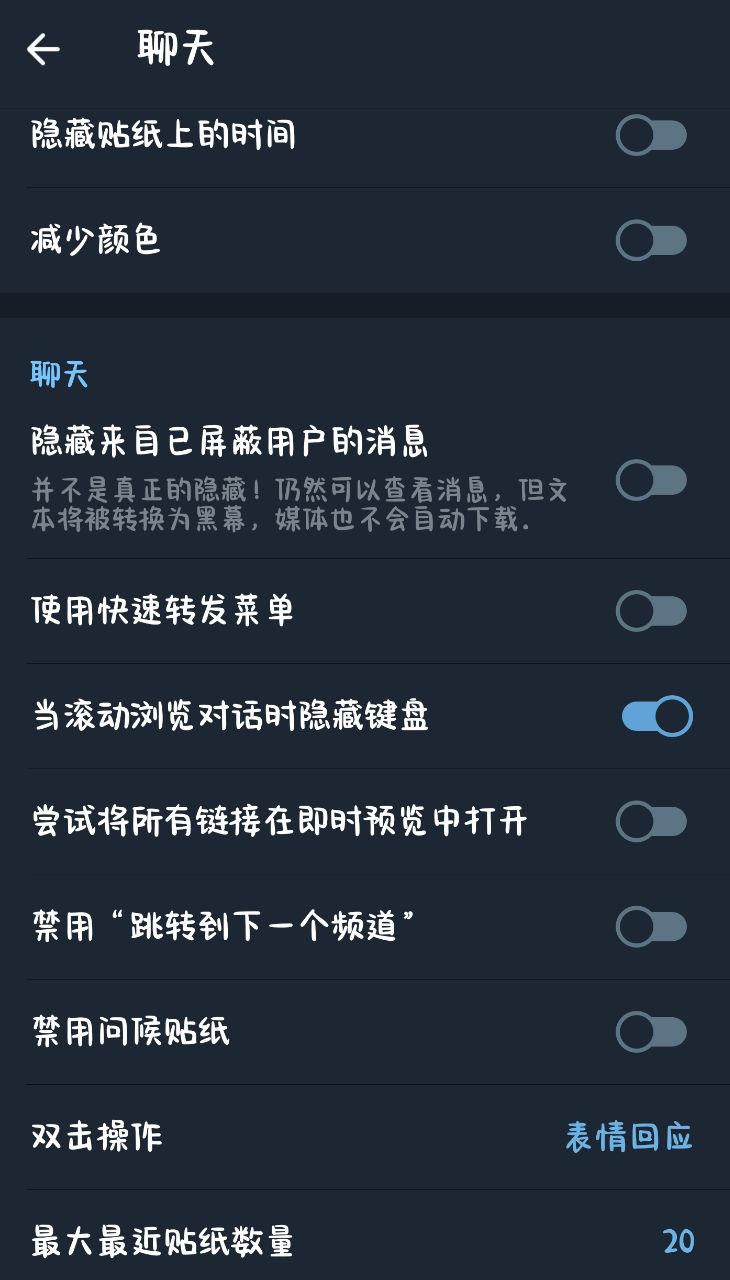 聊天
隐藏贴纸上的时间
减少颜色
聊天
隐藏来自已屏蔽用户的消息
并不是真正的隐藏！仍然可以查看消息，但文
本将被转换为黑幕，媒体也不会自动下载.
使用快速转发菜单
当滚动浏览对话时隐藏键盘
尝试将所有链接在即时预览中打开
禁用“跳转到下一个频道”
禁用问候贴纸
双击操作
表情回应
最大最近贴纸数量
20